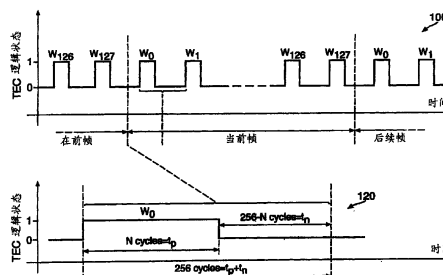 100
TEC 逻辑状态
1
0
W126 W127 W0 W1 W126 W127 W0 W1
时间
在前帧 当前帧 后续帧
120
TEC 逻辑状态
1
0
W0
256-N cycles=tn
N cycles=tp
时
256 cycles=tp+tn